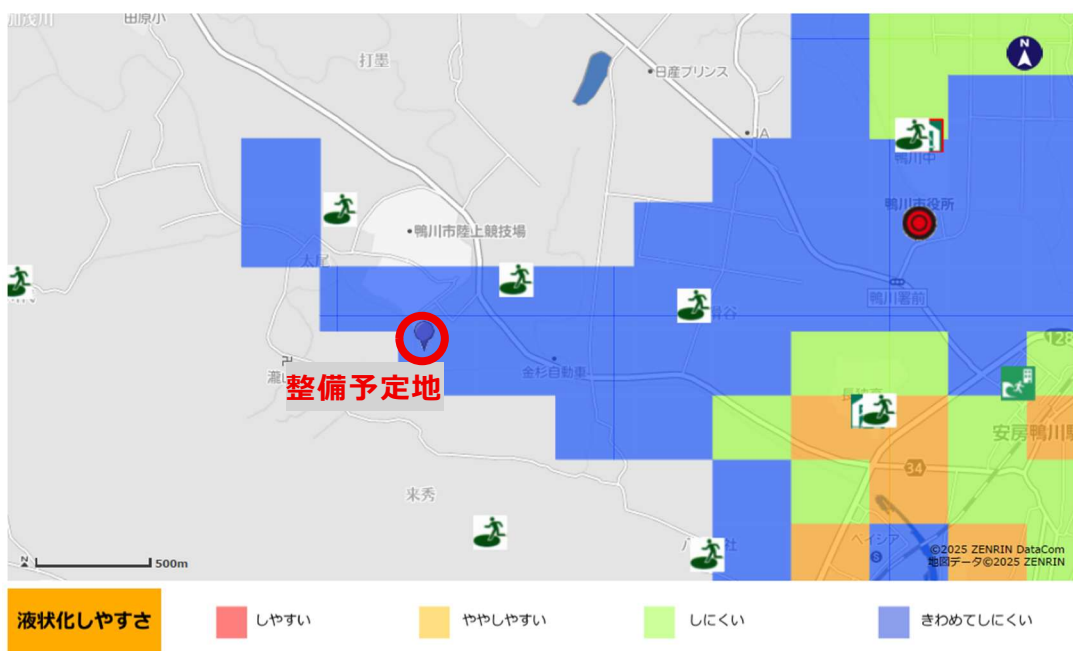 加茂川
田原小
打墨
日産プリンス
N
JA
鴨川中
鴨川市役所
鴨川市陸上競技場
太尾
滑谷
鴨川署前
128
金杉自動車
整備予定地
長狭高
安房鴨川駅
34
来秀
ベイシア
S
©2025 ZENRIN DataCom
地図データ©2025 ZENRIN
N
500m
液状化しやすさ
しやすい
ややしやすい
しにくい
きわめてしにくい